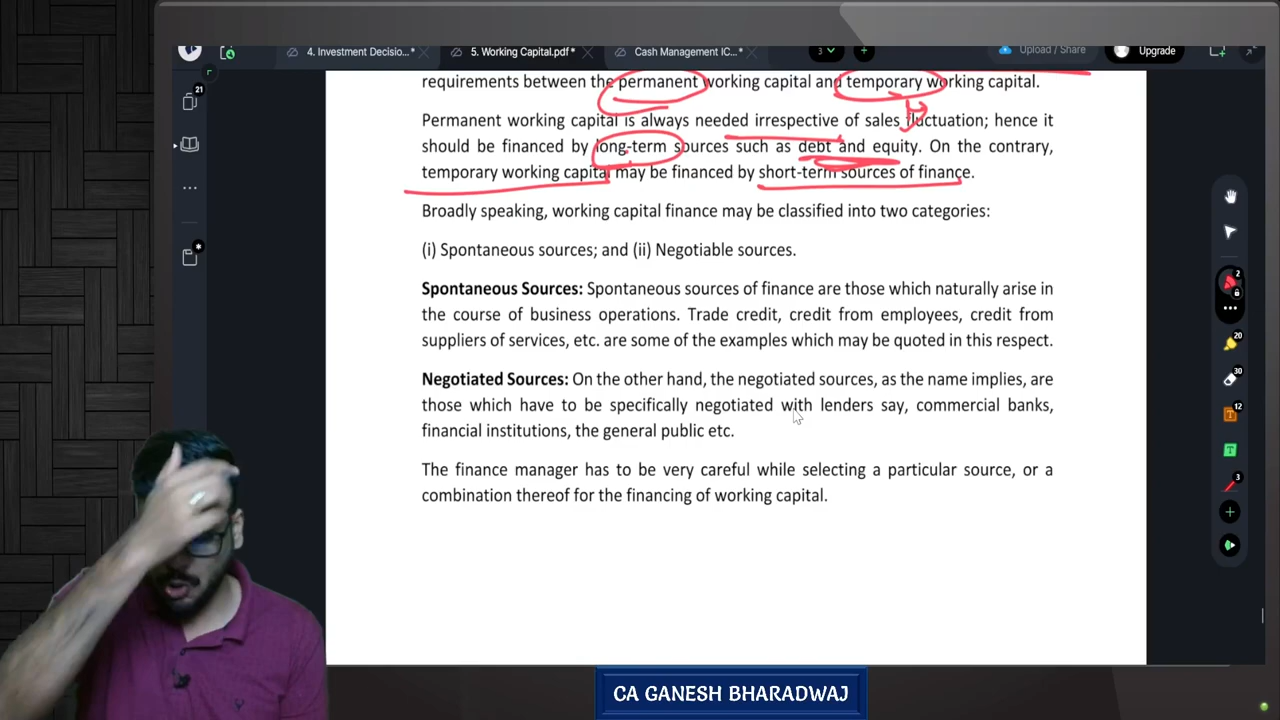 4. Investment Decisio...*
5. Working Capital.pdf*
Cash Management IC...*
3
Upload / Share
Upgrade
21
requirements between the permanent working capital and temporary working capital.
Permanent working capital is always needed irrespective of sales fluctuation; hence it
should be financed by long-term sources such as debt and equity. On the contrary,
temporary working capital may be financed by short-term sources of finance.
Broadly speaking, working capital finance may be classified into two categories:
(i) Spontaneous sources; and (ii) Negotiable sources.
Spontaneous Sources: Spontaneous sources of finance are those which naturally arise in
the course of business operations. Trade credit, credit from employees, credit from
suppliers of services, etc. are some of the examples which may be quoted in this respect.
Negotiated Sources: On the other hand, the negotiated sources, as the name implies, are
those which have to be specifically negotiated with lenders say, commercial banks,
financial institutions, the general public etc.
The finance manager has to be very careful while selecting a particular source, or a
combination thereof for the financing of working capital.
2
20
30
12
T
T
3
CA GANESH BHARADWAJ